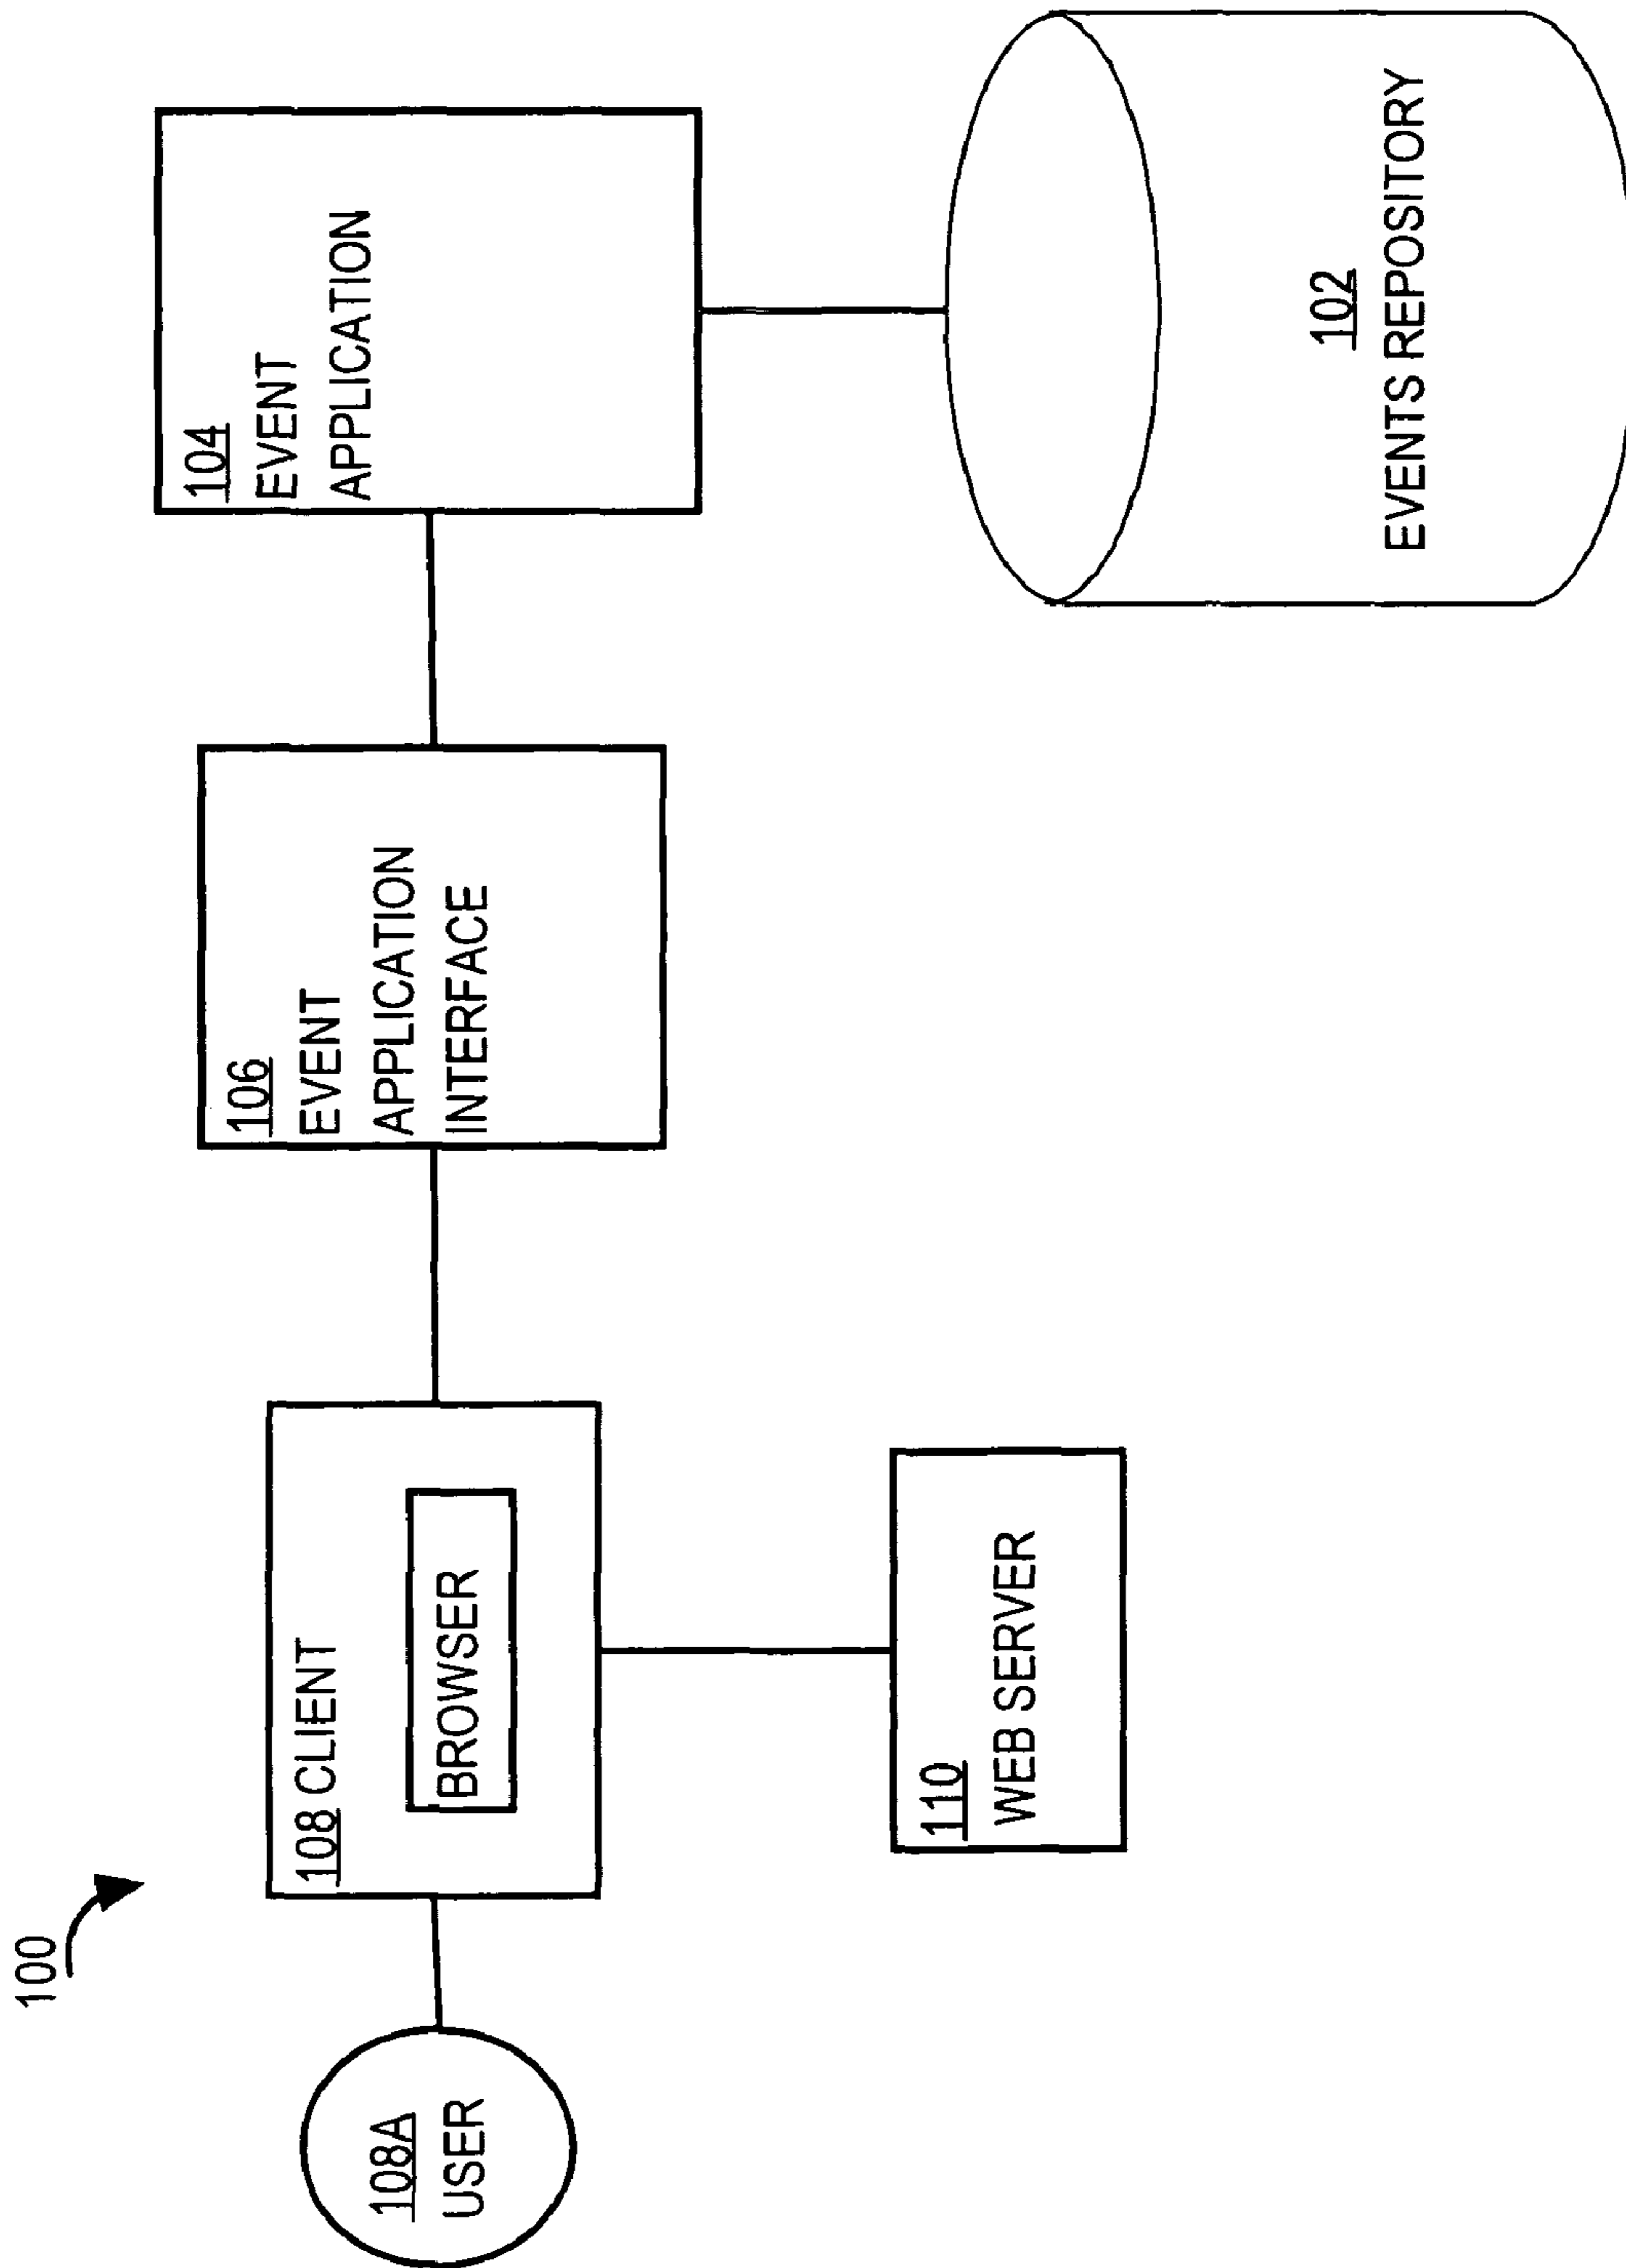 100
108A
USER
108 CLIENT
BROWSER
110
WEB SERVER
106
EVENT
APPLICATION
INTERFACE
104
EVENT
APPLICATION
102
EVENTS REPOSITORY